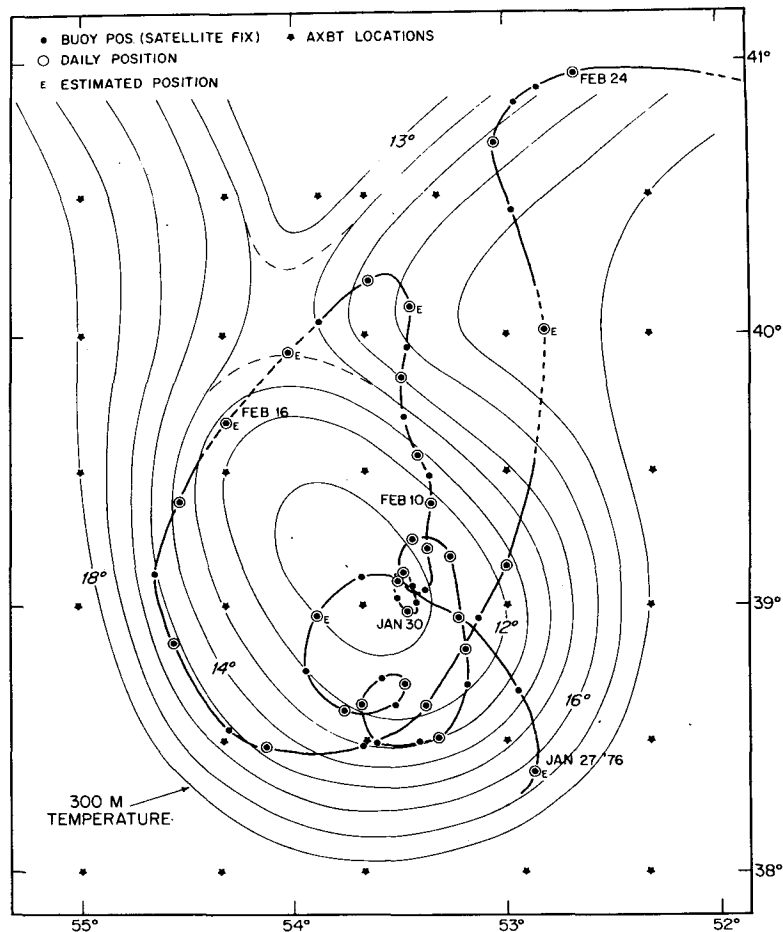 • BUOY POS. (SATELLITE FIX) ★ AXBT LOCATIONS
◉ DAILY POSITION
E ESTIMATED POSITION
41°
FEB 24
13°
E
E
40°
E
FEB 16
E
FEB 10
18°
39°
JAN 30
E
12°
14°
16°
JAN 27 '76
E
300 M
TEMPERATURE
38°
55° 54° 53° 52°